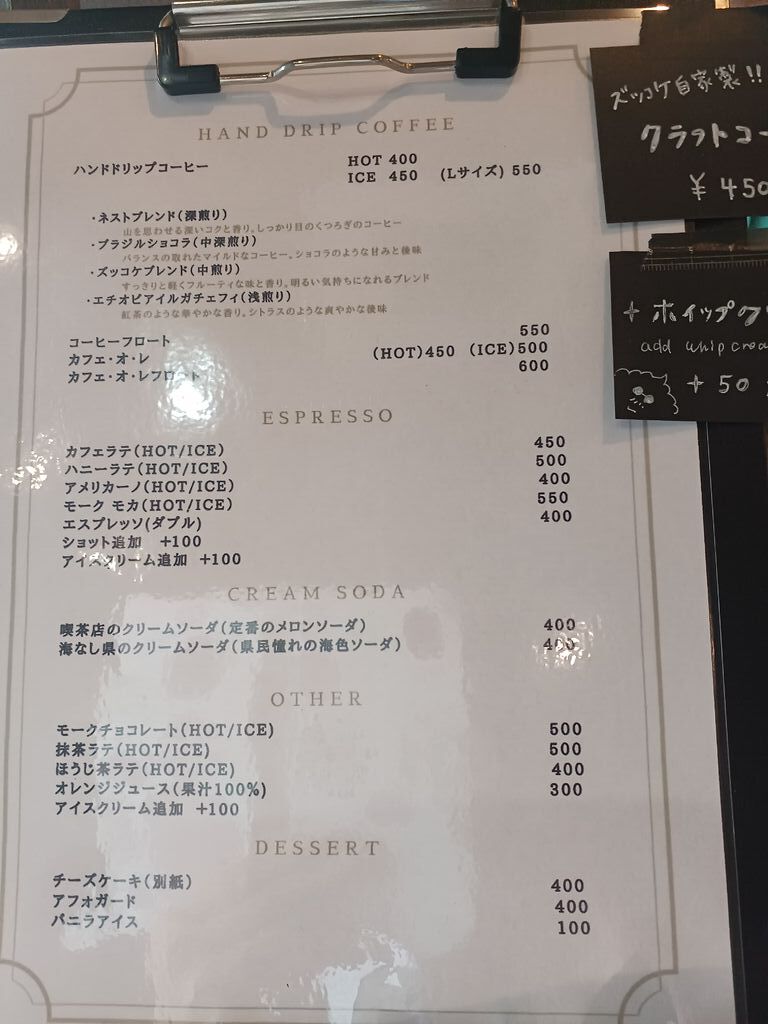 HAND DRIP COFFEE
ハンドドリップコーヒー
HOT 400
ICE 450 (Lサイズ) 550
・ネストブレンド(深煎り)
山を思わせる深いコクと香り。しっかり目のくつろぎのコーヒー
・ブラジルショコラ(中深煎り)
バランスの取れたマイルドなコーヒー。ショコラのような甘みと後味
・ズッコケブレンド(中煎り)
すっきりと軽くフルーティな味と香り。明るい気持ちになれるブレンド
・エチオピアイルガチェフィ(浅煎り)
紅茶のような華やかな香り。シトラスのような爽やかな後味
コーヒーフロート 550
カフェ・オ・レ (HOT)450 (ICE)500
カフェ・オ・レフロート 600
ESPRESSO
カフェラテ(HOT/ICE) 450
ハニーラテ(HOT/ICE) 500
アメリカーノ(HOT/ICE) 400
モーク モカ(HOT/ICE) 550
エスプレッソ(ダブル) 400
ショット追加 +100
アイスクリーム追加 +100
CREAM SODA
喫茶店のクリームソーダ(定番のメロンソーダ) 400
海なし県のクリームソーダ(県民憧れの海色ソーダ) 400
OTHER
モークチョコレート(HOT/ICE) 500
抹茶ラテ(HOT/ICE) 500
ほうじ茶ラテ(HOT/ICE) 400
オレンジジュース(果汁100%) 300
アイスクリーム追加 +100
DESSERT
チーズケーキ(別紙) 400
アフォガード 400
バニラアイス 100
ズッコケ自家製!!
クラフトコー
¥450
+ホイップク
add whip crea
+50